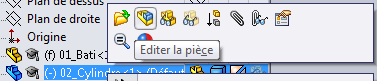 Plan de dessus
Plan de droite
Origine
Editer la pièce
(f) 01_Bati<1>
(-) 02_Cylindre<1> (Défaut